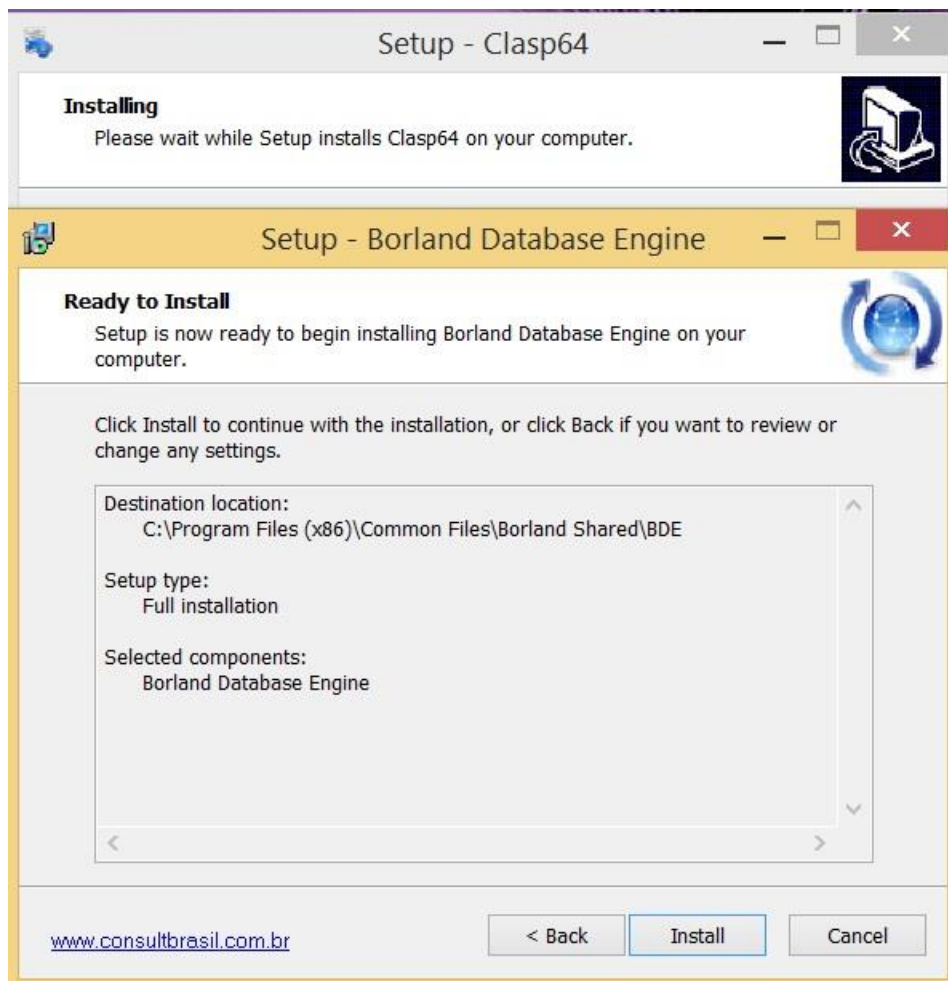 Setup - Clasp64
Installing
Please wait while Setup installs Clasp64 on your computer.
Setup - Borland Database Engine
Ready to Install
Setup is now ready to begin installing Borland Database Engine on your
computer.
Click Install to continue with the installation, or click Back if you want to review or
change any settings.
Destination location:
C:\Program Files (x86)\Common Files\Borland Shared\BDE
Setup type:
Full installation
Selected components:
Borland Database Engine
www.consultbrasil.com.br
< Back
Install
Cancel